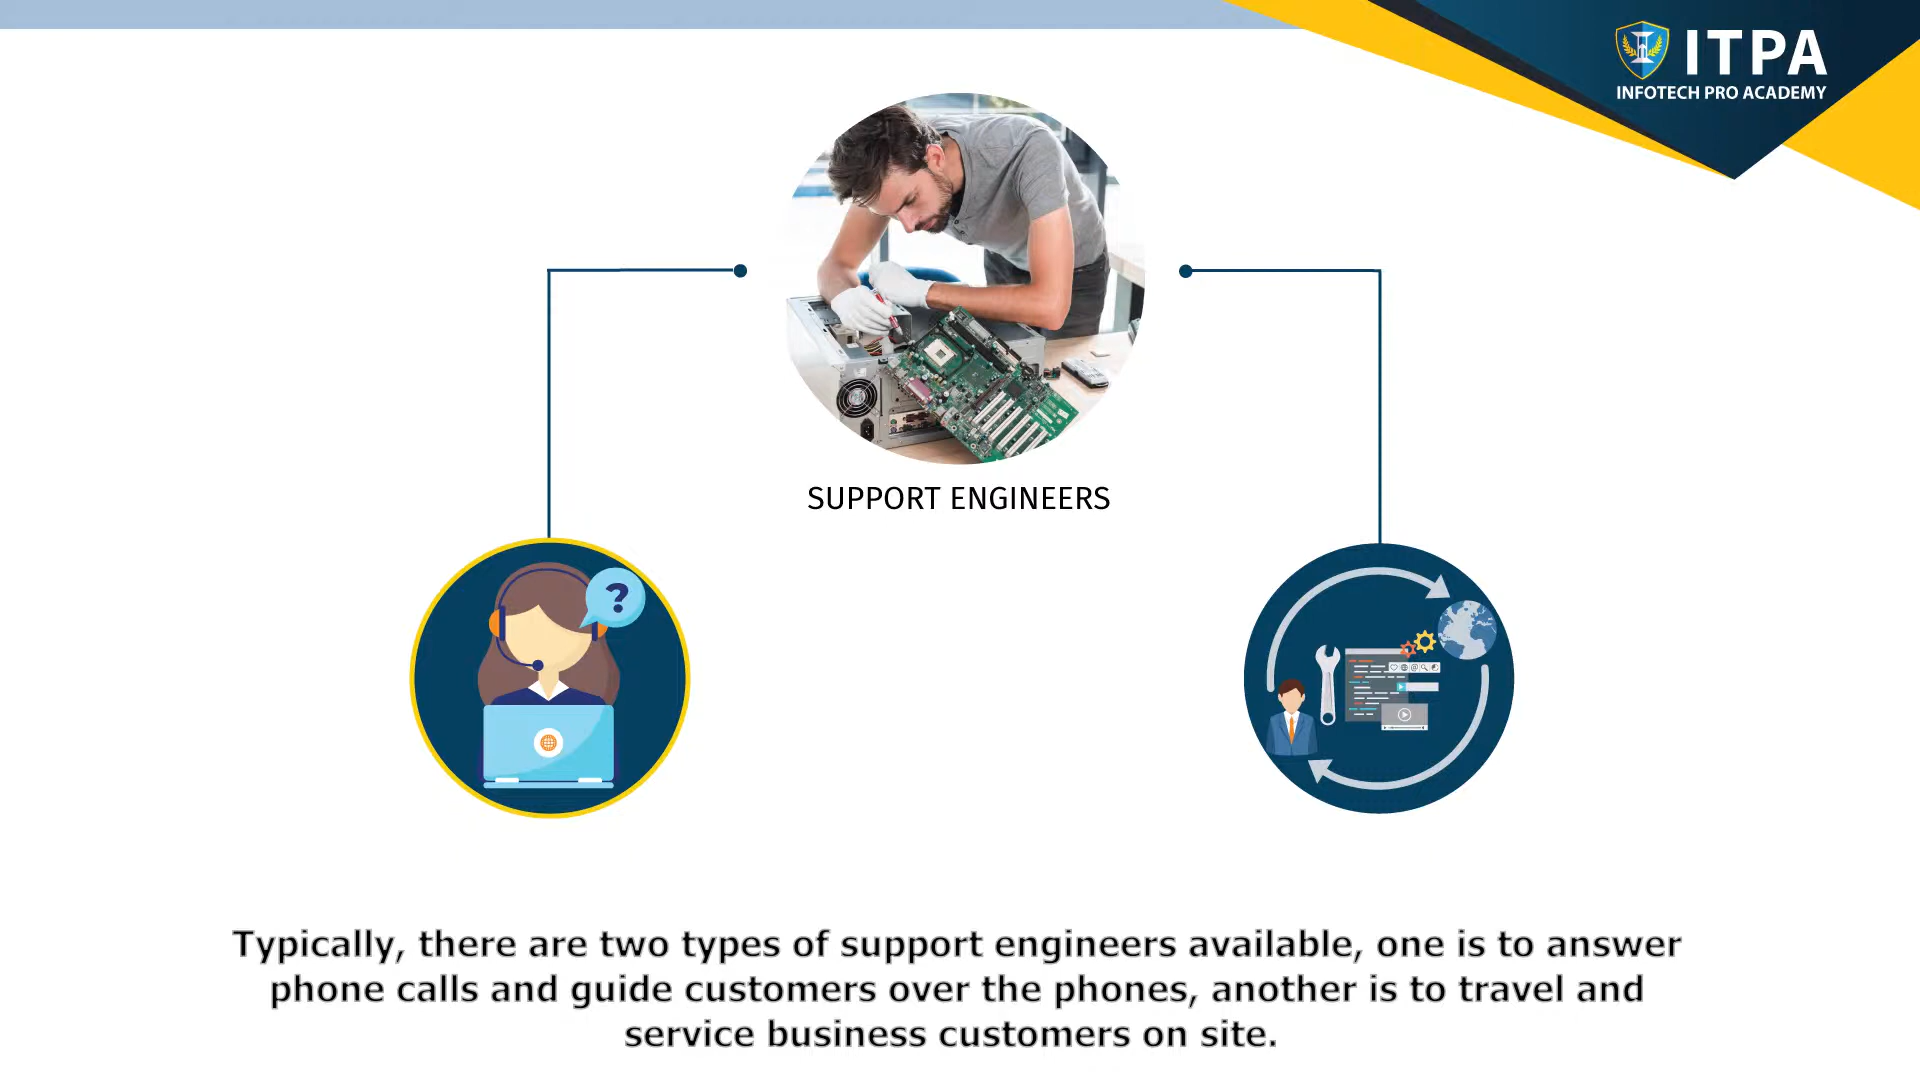 ITPA
INFOTECH PRO ACADEMY
SUPPORT ENGINEERS
?
Typically, there are two types of support engineers available, one is to answer
phone calls and guide customers over the phones, another is to travel and
service business customers on site.